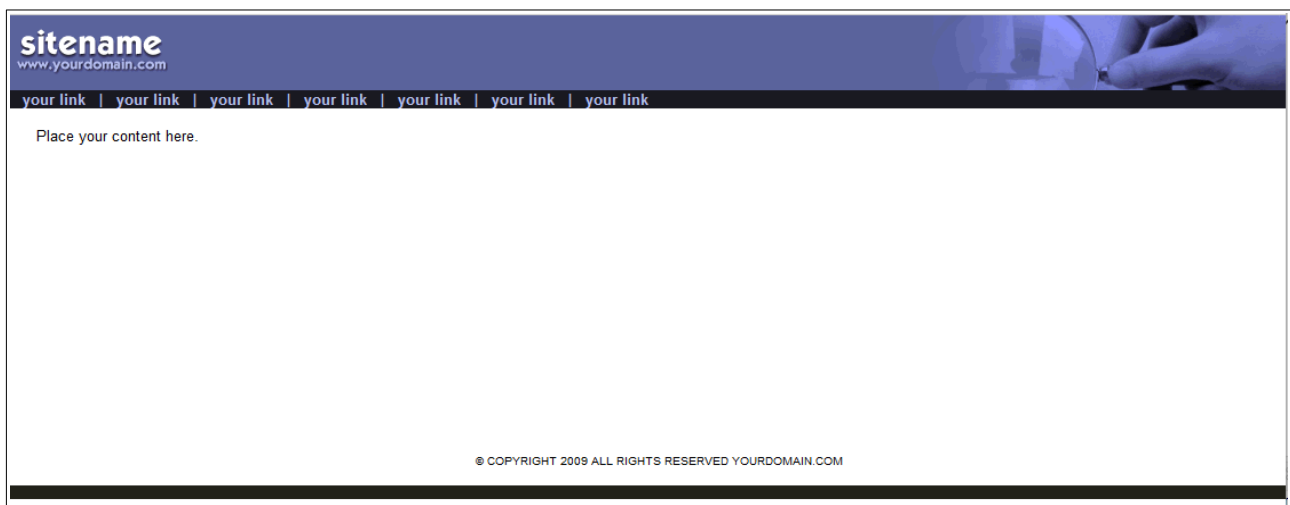 sitename
www.yourdomain.com
your link | your link | your link | your link | your link | your link | your link
Place your content here.
© COPYRIGHT 2009 ALL RIGHTS RESERVED YOURDOMAIN.COM